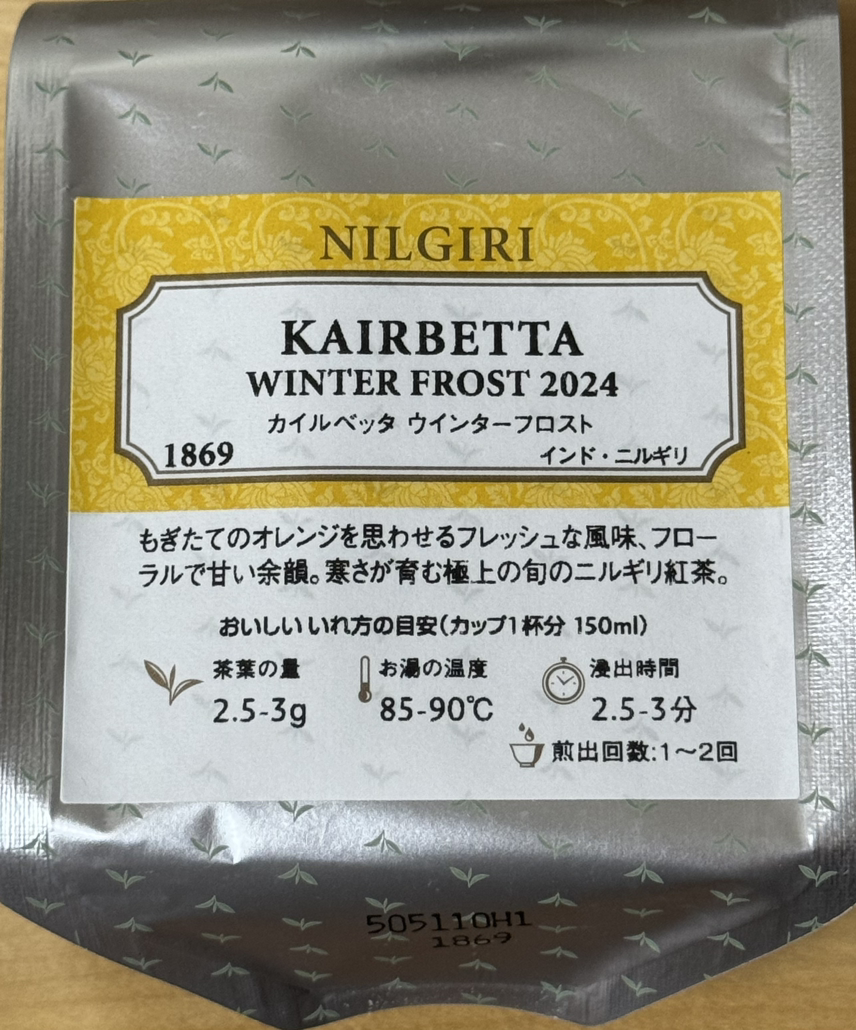 NILGIRI
KAIRBETTA
WINTER FROST 2024
カイルベッタ ウインターフロスト
1869 インド・ニルギリ
もぎたてのオレンジを思わせるフレッシュな風味、フロー
ラルで甘い余韻。寒さが育む極上の旬のニルギリ紅茶。
おいしいいれ方の目安(カップ1杯分 150ml)
茶葉の量 お湯の温度 浸出時間
2.5-3g 85-90℃ 2.5-3分
煎出回数:1〜2回
505110H1
1869